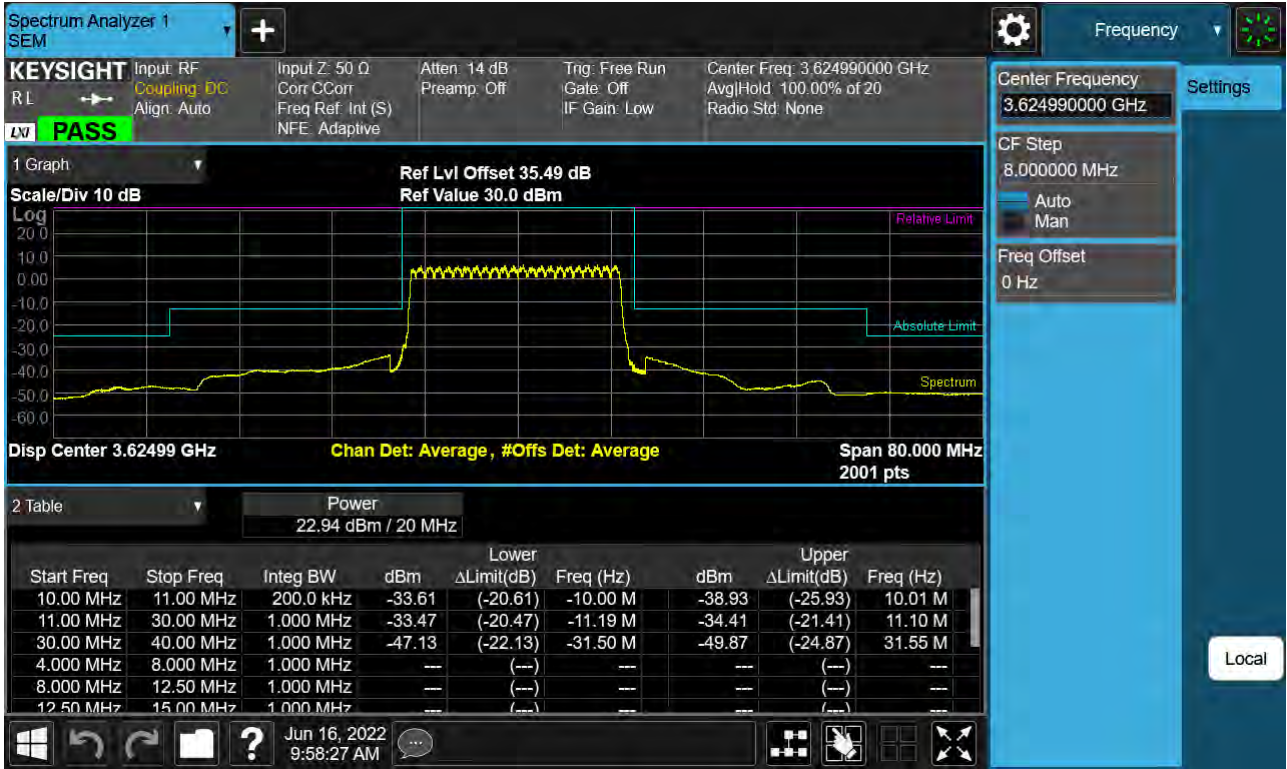 Spectrum Analyzer 1
SEM
+
Frequency
KEYSIGHT
R L
LXI
PASS
Input: RF
Coupling: DC
Align: Auto
Input Z: 50 Ω
Corr CCorr
Freq Ref: Int (S)
NFE: Adaptive
Atten: 14 dB
Preamp: Off
Trig: Free Run
Gate: Off
IF Gain: Low
Center Freq: 3.624990000 GHz
Avg|Hold: 100.00% of 20
Radio Std: None
Center Frequency
3.624990000 GHz
Settings
CF Step
8.000000 MHz
Auto
Man
Freq Offset
0 Hz
Local
1 Graph
Scale/Div 10 dB
Ref Lvl Offset 35.49 dB
Ref Value 30.0 dBm
Log
20.0
10.0
0.00
-10.0
-20.0
-30.0
-40.0
-50.0
-60.0
Relative Limit
Absolute Limit
Spectrum
Disp Center 3.62499 GHz
Chan Det: Average , #Offs Det: Average
Span 80.000 MHz
2001 pts
2 Table
Power
22.94 dBm / 20 MHz
Lower Upper
Start Freq Stop Freq Integ BW dBm ΔLimit(dB) Freq (Hz) dBm ΔLimit(dB) Freq (Hz)
10.00 MHz 11.00 MHz 200.0 kHz -33.61 (-20.61) -10.00 M -38.93 (-25.93) 10.01 M
11.00 MHz 30.00 MHz 1.000 MHz -33.47 (-20.47) -11.19 M -34.41 (-21.41) 11.10 M
30.00 MHz 40.00 MHz 1.000 MHz -47.13 (-22.13) -31.50 M -49.87 (-24.87) 31.55 M
4.000 MHz 8.000 MHz 1.000 MHz --- (---) --- --- (---) ---
8.000 MHz 12.50 MHz 1.000 MHz --- (---) --- --- (---) ---
12.50 MHz 15.00 MHz 1.000 MHz --- (---) --- --- (---) ---
?
Jun 16, 2022
9:58:27 AM